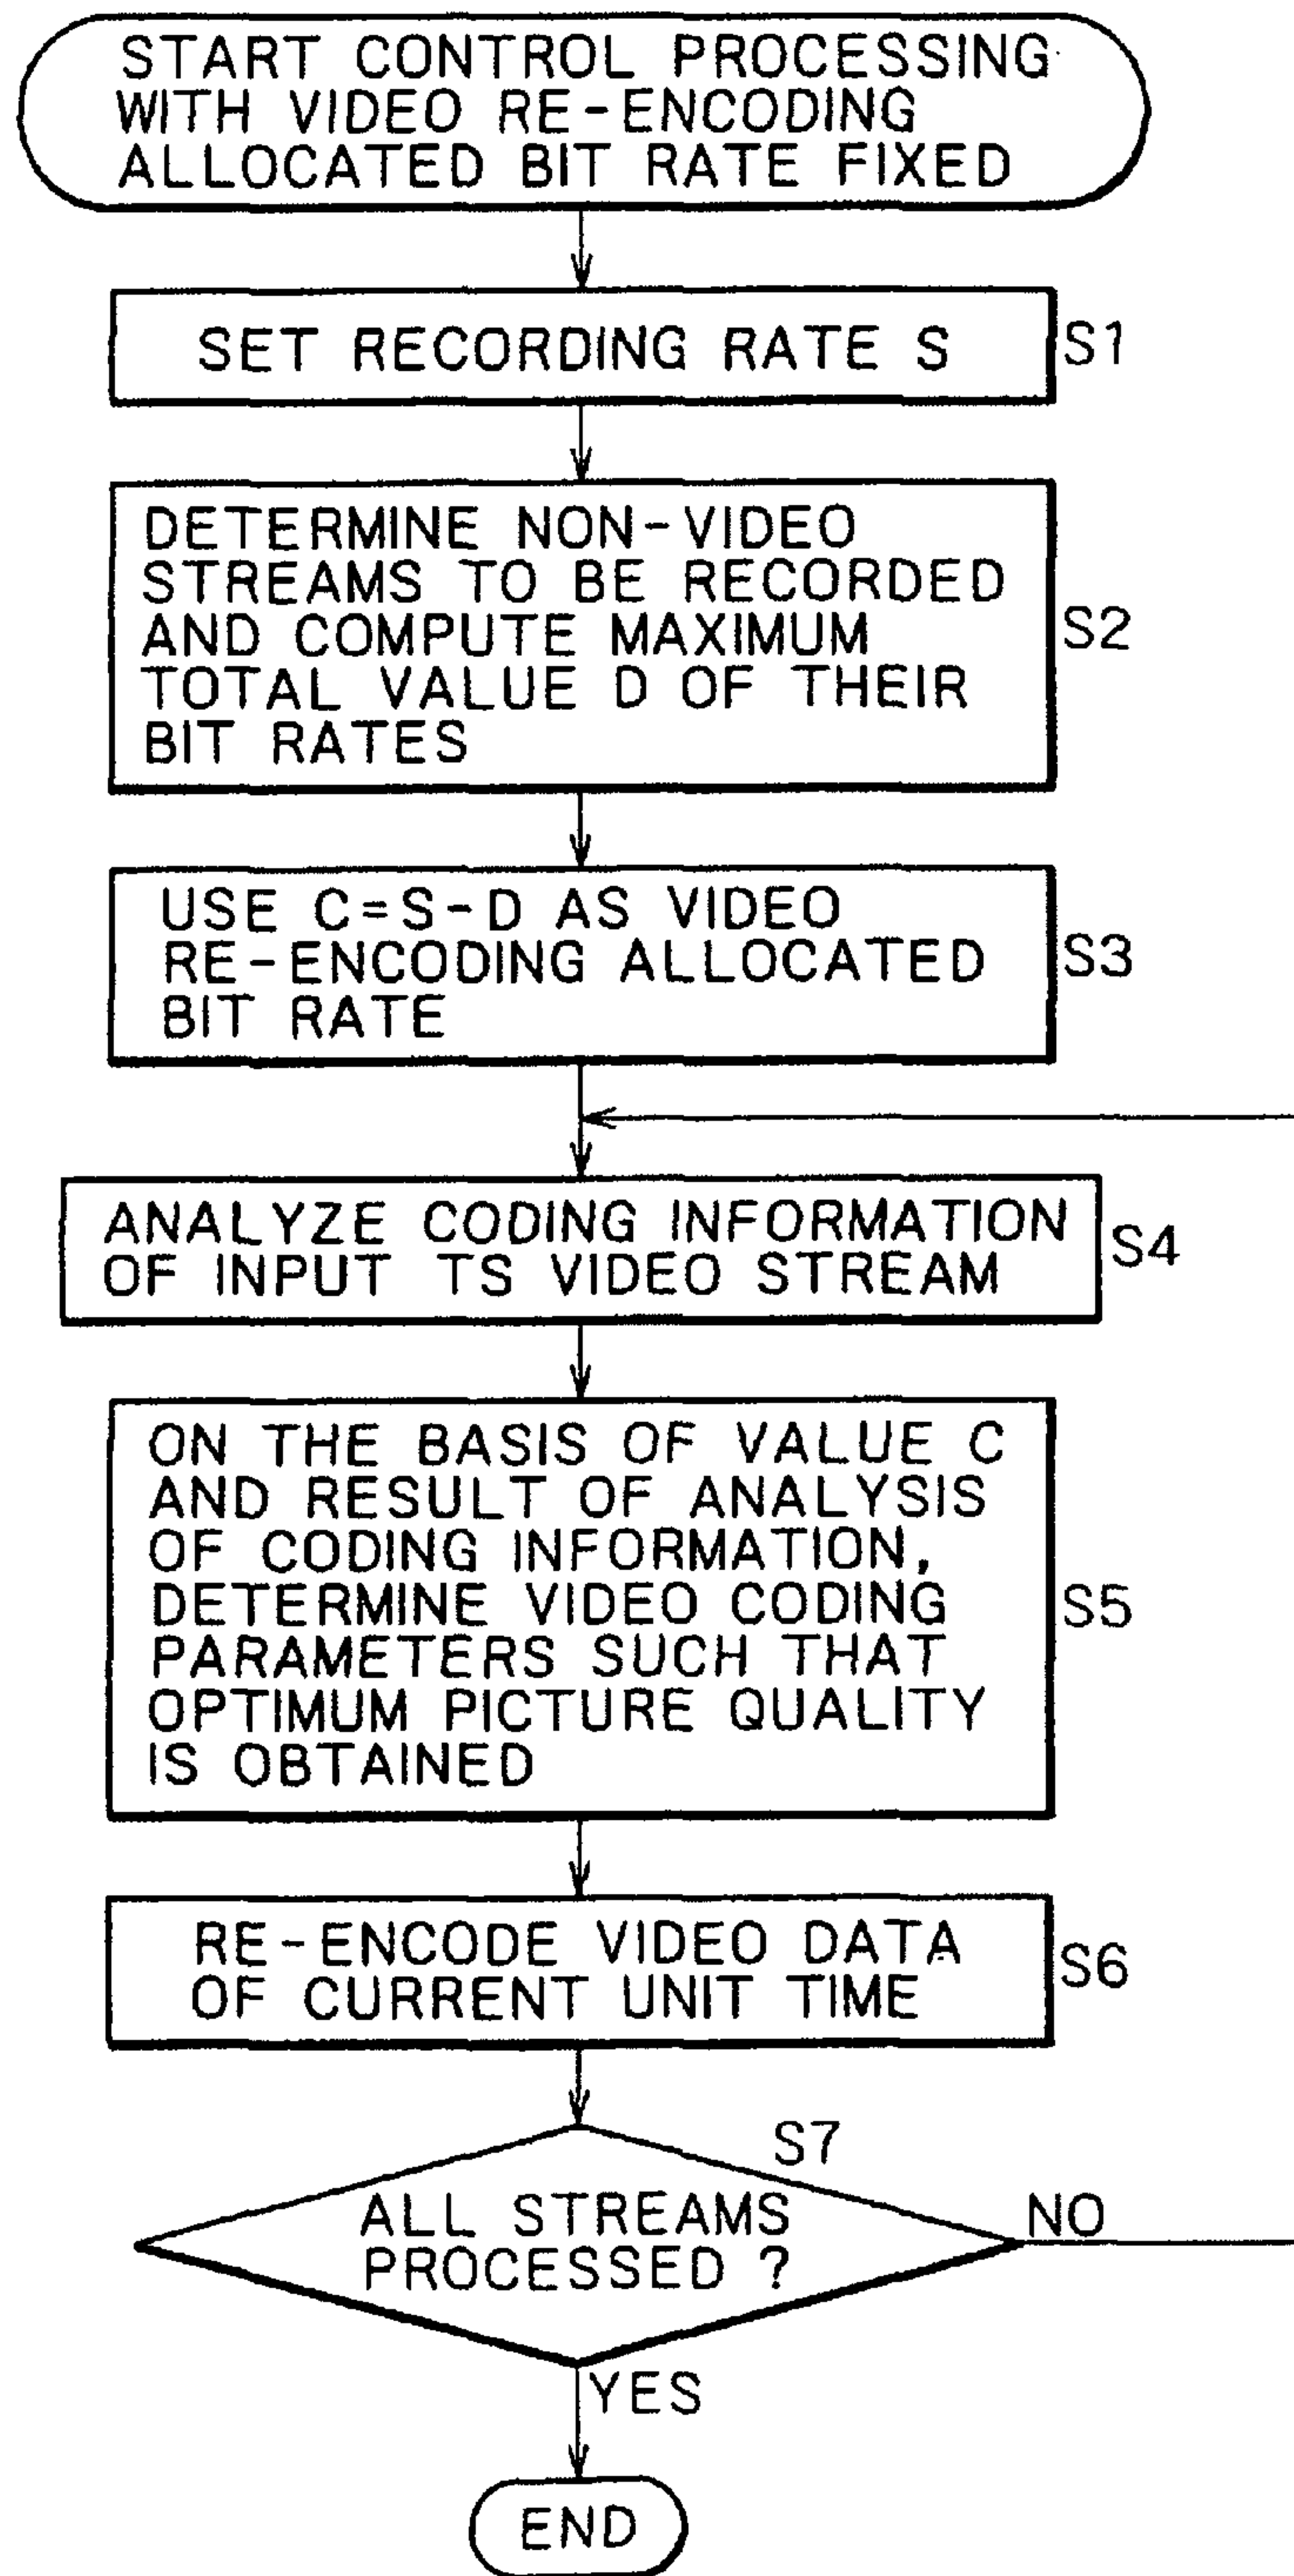 START CONTROL PROCESSING
WITH VIDEO RE-ENCODING
ALLOCATED BIT RATE FIXED
SET RECORDING RATE S
S1
DETERMINE NON-VIDEO
STREAMS TO BE RECORDED
AND COMPUTE MAXIMUM
TOTAL VALUE D OF THEIR
BIT RATES
S2
USE C=S-D AS VIDEO
RE-ENCODING ALLOCATED
BIT RATE
S3
ANALYZE CODING INFORMATION
OF INPUT TS VIDEO STREAM
S4
ON THE BASIS OF VALUE C
AND RESULT OF ANALYSIS
OF CODING INFORMATION,
DETERMINE VIDEO CODING
PARAMETERS SUCH THAT
OPTIMUM PICTURE QUALITY
IS OBTAINED
S5
RE-ENCODE VIDEO DATA
OF CURRENT UNIT TIME
S6
S7
ALL STREAMS
PROCESSED ?
NO
YES
END